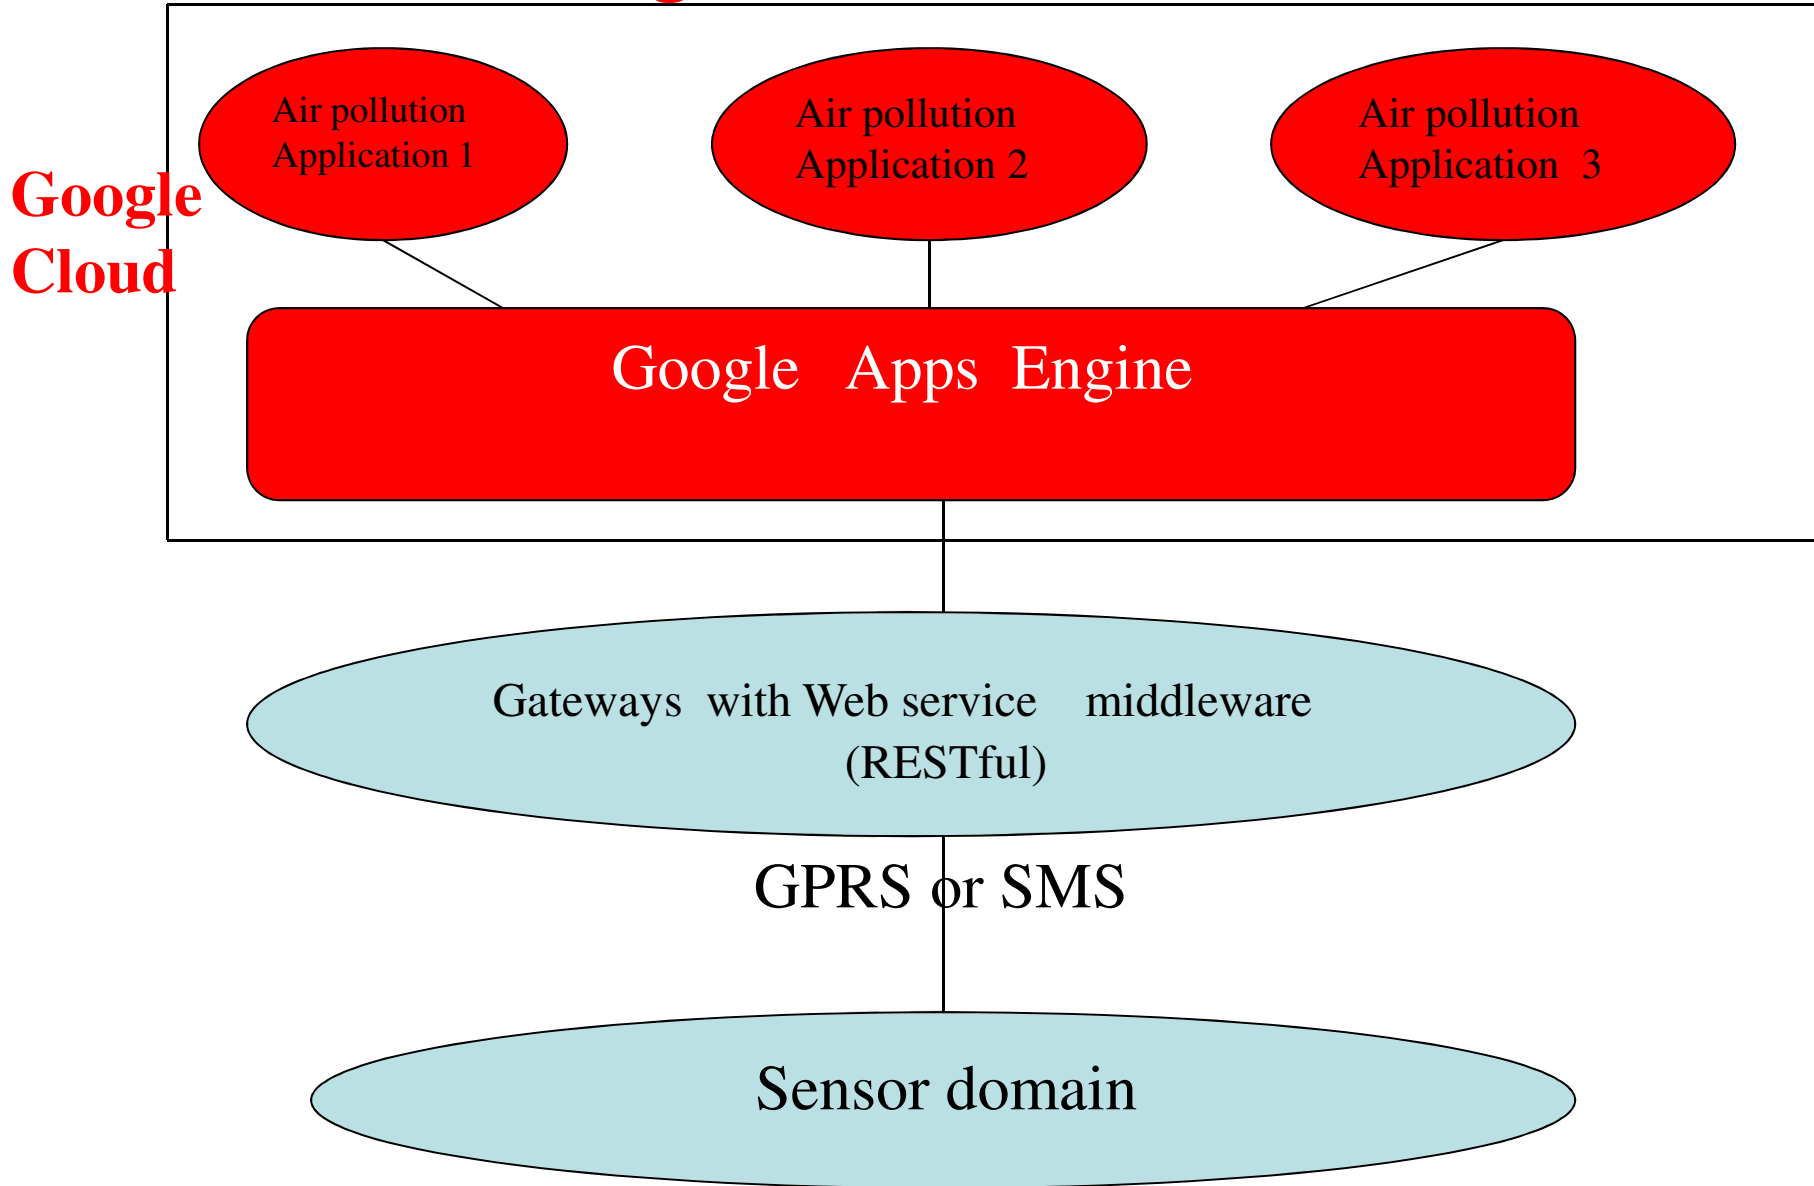 Air pollution
Application 1
Air pollution
Application 2
Air pollution
Application 3
Google
Cloud
Google Apps Engine
Gateways with Web service middleware
(RESTful)
GPRS or SMS
Sensor domain